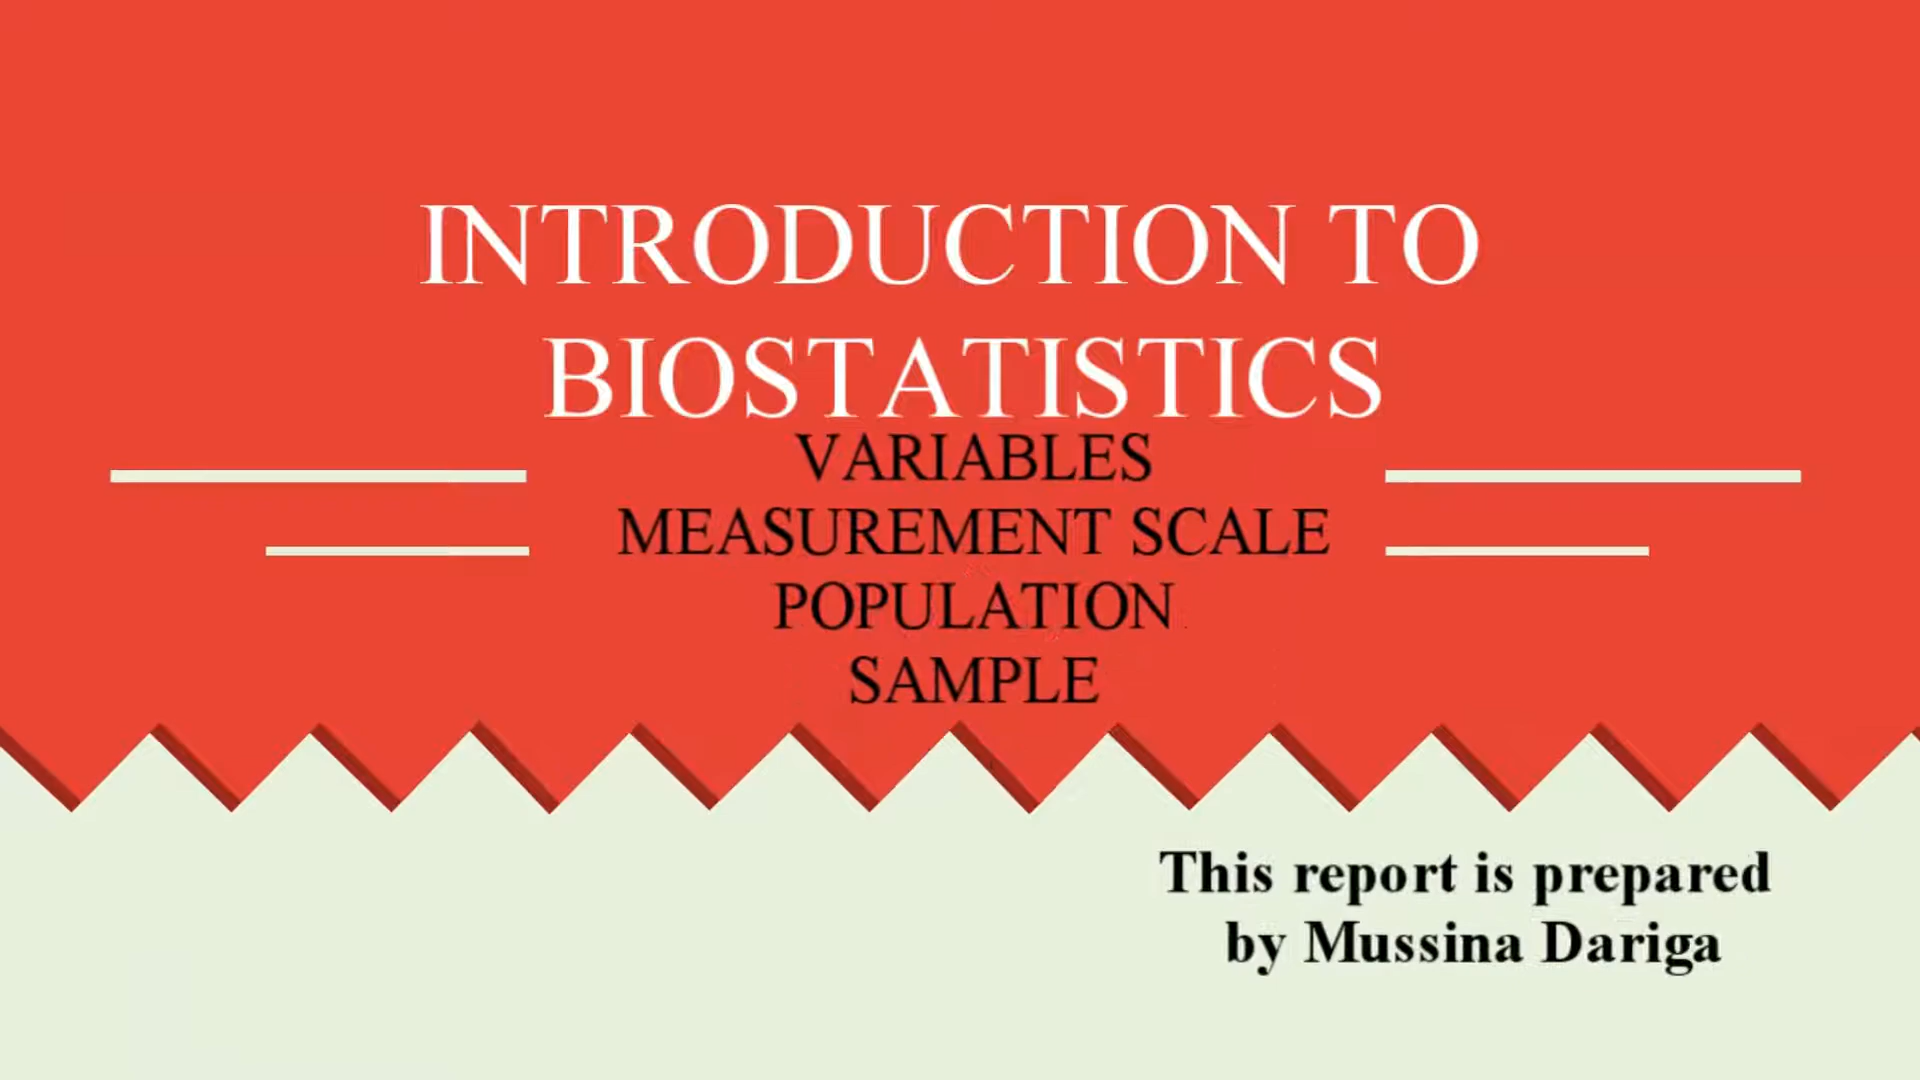 INTRODUCTION TO
BIOSTATISTICS
VARIABLES
MEASUREMENT SCALE
POPULATION
SAMPLE
This report is prepared
by Mussina Dariga